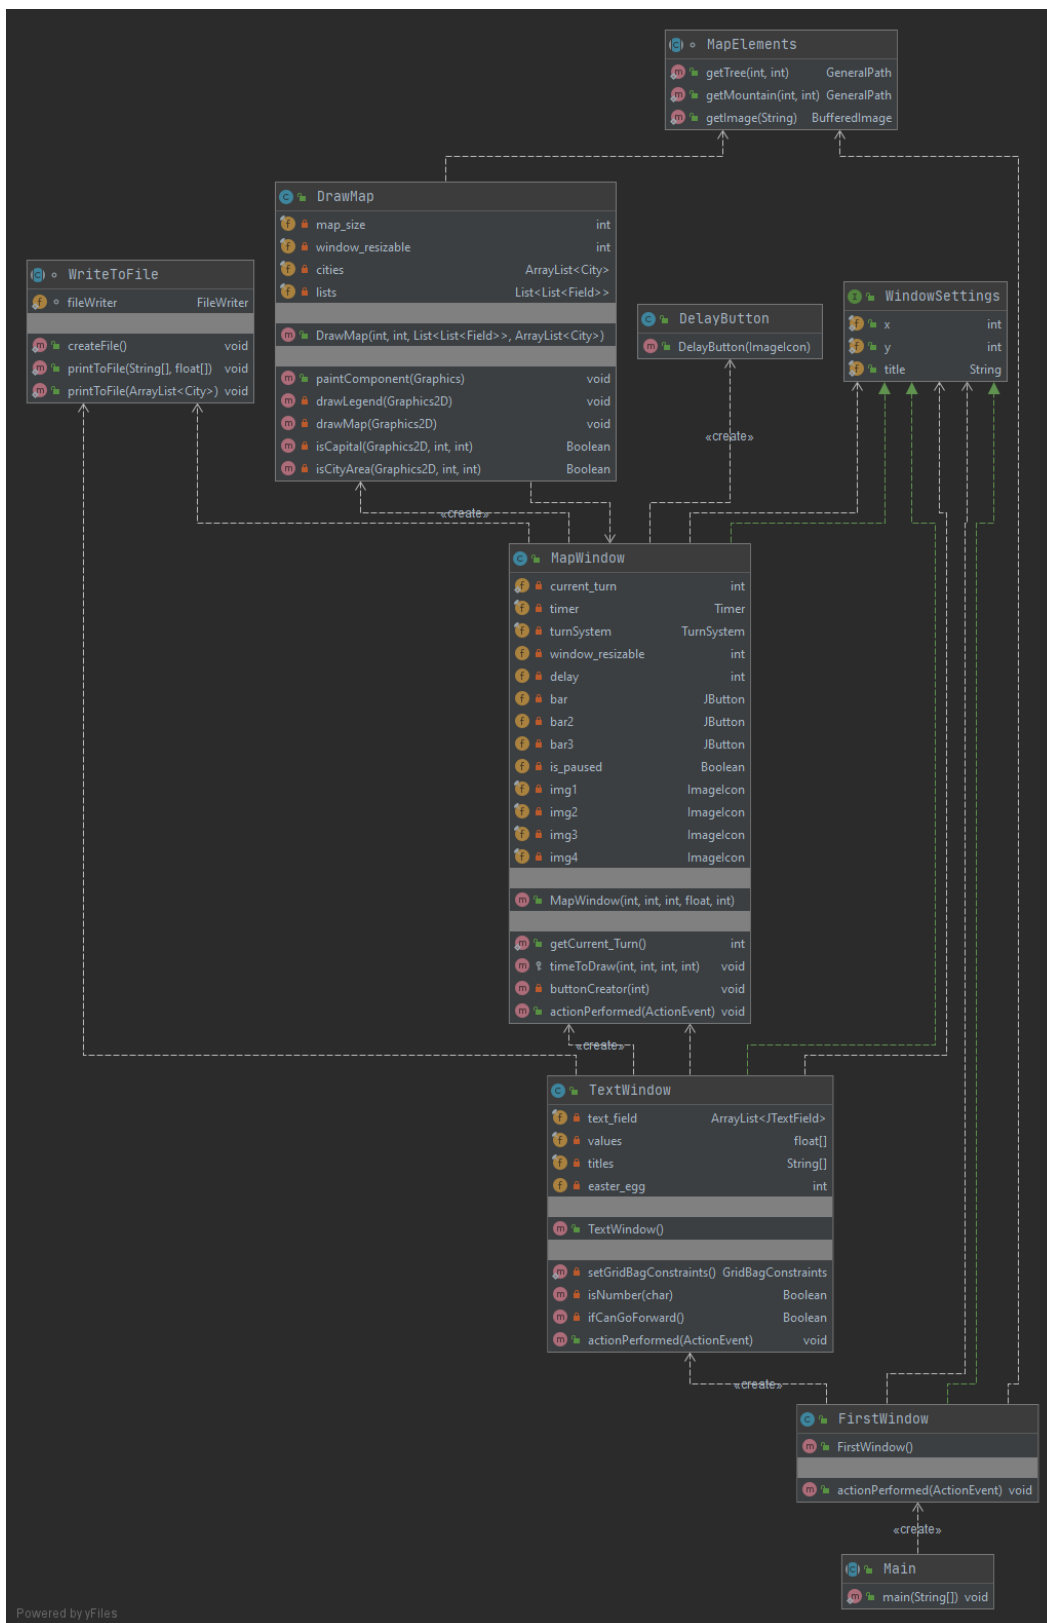 MapElements
getTree(int, int) GeneralPath
getMountain(int, int) GeneralPath
getImage(String) BufferedImage
DrawMap
map_size int
window_resizable int
cities ArrayList<City>
lists List<List<Field>>
DrawMap(int, int, List<List<Field>>, ArrayList<City>)
paintComponent(Graphics) void
drawLegend(Graphics2D) void
drawMap(Graphics2D) void
isCapital(Graphics2D, int, int) Boolean
isCityArea(Graphics2D, int, int) Boolean
WriteToFile
fileWriter FileWriter
createFile() void
printToFile(String[], float[]) void
printToFile(ArrayList<City>) void
DelayButton
DelayButton(ImageIcon)
WindowSettings
x int
y int
title String
«create»
«create»
MapWindow
current_turn int
timer Timer
turnSystem TurnSystem
window_resizable int
delay int
bar JButton
bar2 JButton
bar3 JButton
is_paused Boolean
img1 ImageIcon
img2 ImageIcon
img3 ImageIcon
img4 ImageIcon
MapWindow(int, int, int, float, int)
getCurrent_Turn() int
timeToDraw(int, int, int, int) void
buttonCreator(int) void
actionPerformed(ActionEvent) void
«create»
TextWindow
text_field ArrayList<JTextField>
values float[]
titles String[]
easter_egg int
TextWindow()
setGridBagConstraints() GridBagConstraints
isNumber(char) Boolean
ifCanGoForward() Boolean
actionPerformed(ActionEvent) void
«create»
FirstWindow
FirstWindow()
actionPerformed(ActionEvent) void
«create»
Main
main(String[]) void
Powered by yFiles